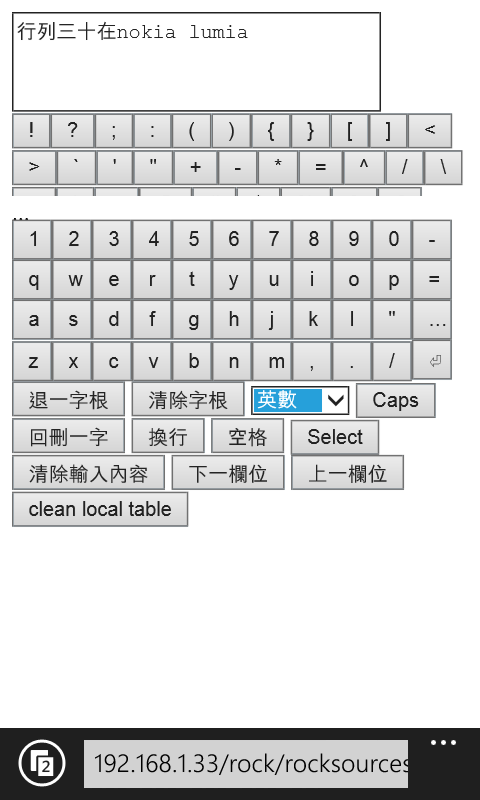 行列三十在nokia lumia
! ? ; : ( ) { } [ ] <
> ` ' " + - * = ^ / \
...
1 2 3 4 5 6 7 8 9 0 -
q w e r t y u i o p =
a s d f g h j k l " ...
z x c v b n m , . / ⏎
退一字根 清除字根 英數 Caps
回刪一字 換行 空格 Select
清除輸入內容 下一欄位 上一欄位
clean local table
2 192.168.1.33/rock/rocksources ...